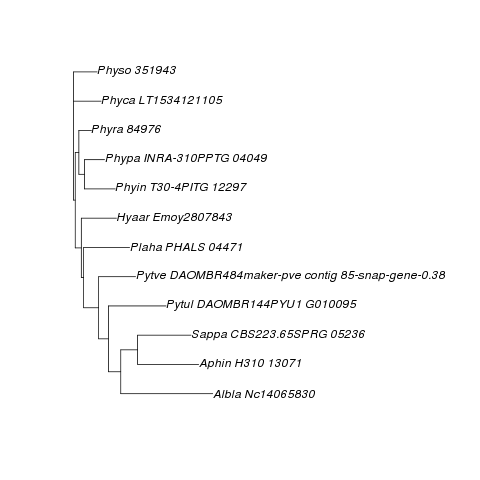 Physo 351943
Phyca LT1534121105
Phyra 84976
Phypa INRA-310PPTG 04049
Phyin T30-4PITG 12297
Hyaar Emoy2807843
Plaha PHALS 04471
Pytve DAOMBR484maker-pve contig 85-snap-gene-0.38
Pytul DAOMBR144PYU1 G010095
Sappa CBS223.65SPRG 05236
Aphin H310 13071
Albla Nc14065830